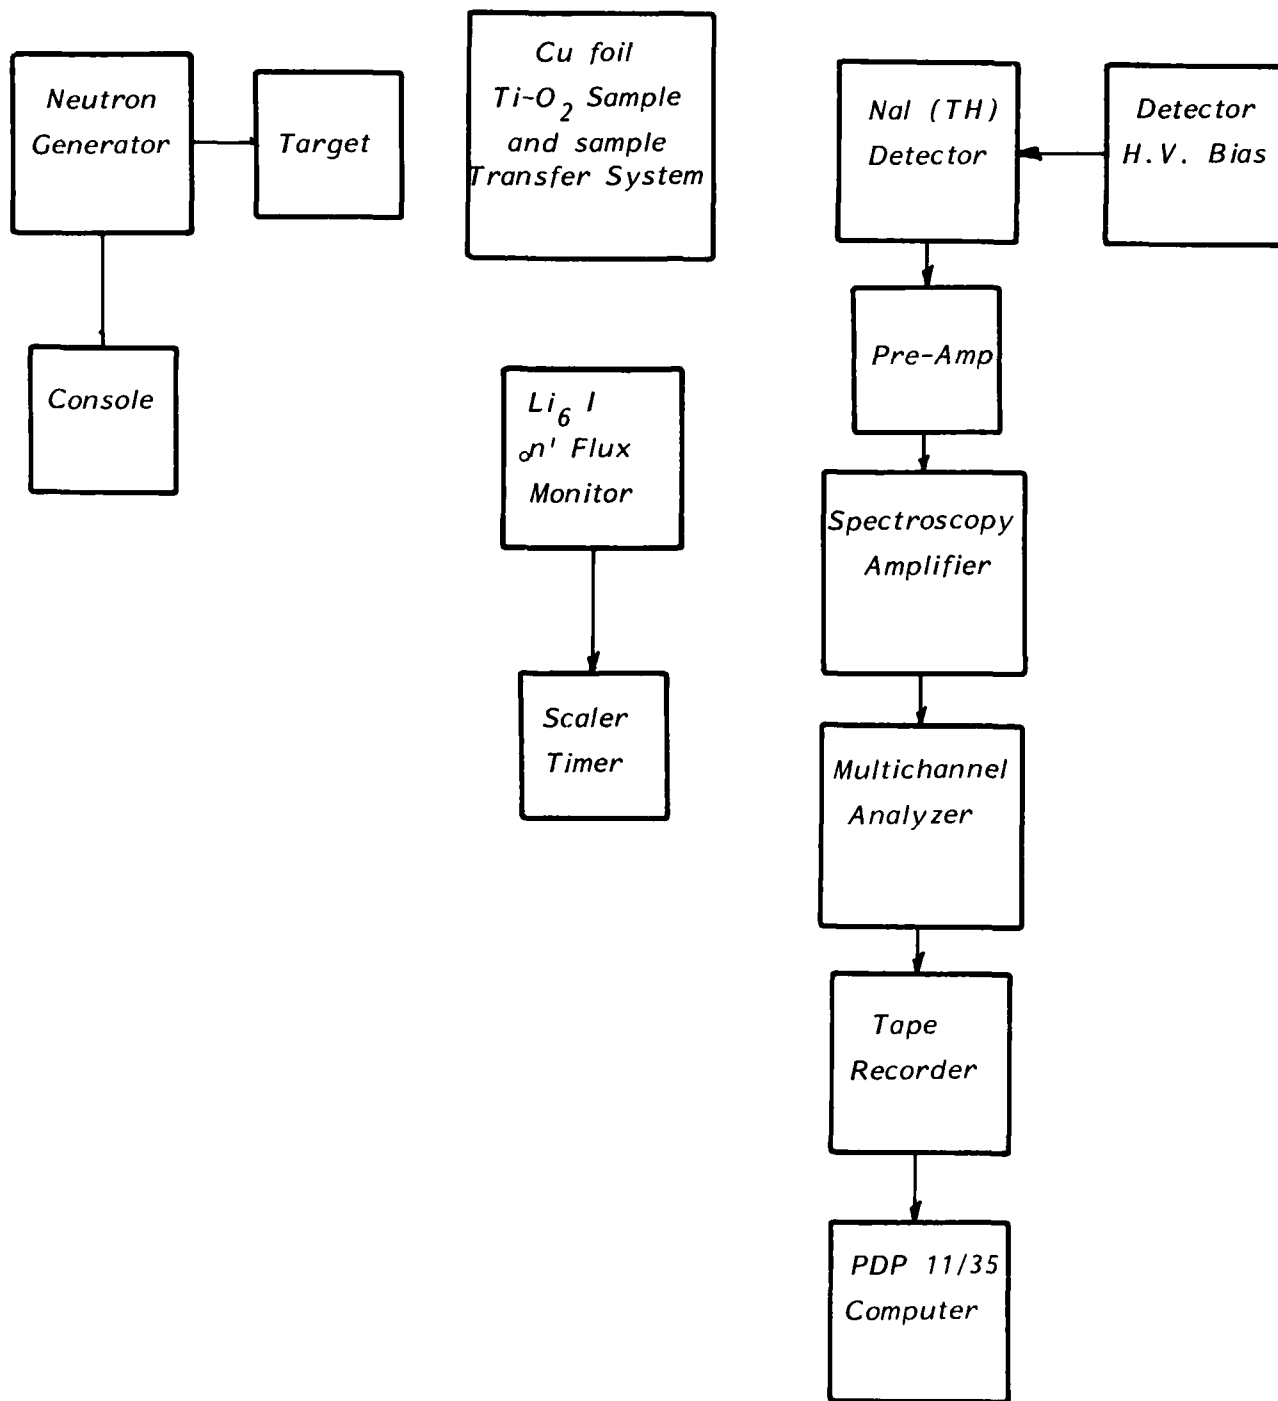 Neutron
Generator
Target
Console
Cu foil
Ti-O₂ Sample
and sample
Transfer System
Li₆ I
₀n' Flux
Monitor
Scaler
Timer
NaI (TH)
Detector
Detector
H.V. Bias
Pre-Amp
Spectroscopy
Amplifier
Multichannel
Analyzer
Tape
Recorder
PDP 11/35
Computer